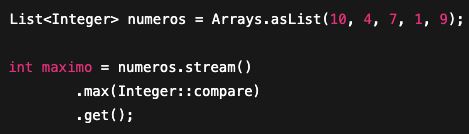 List<Integer> numeros = Arrays.asList(10, 4, 7, 1, 9);
int maximo = numeros.stream()
.max(Integer::compare)
.get();